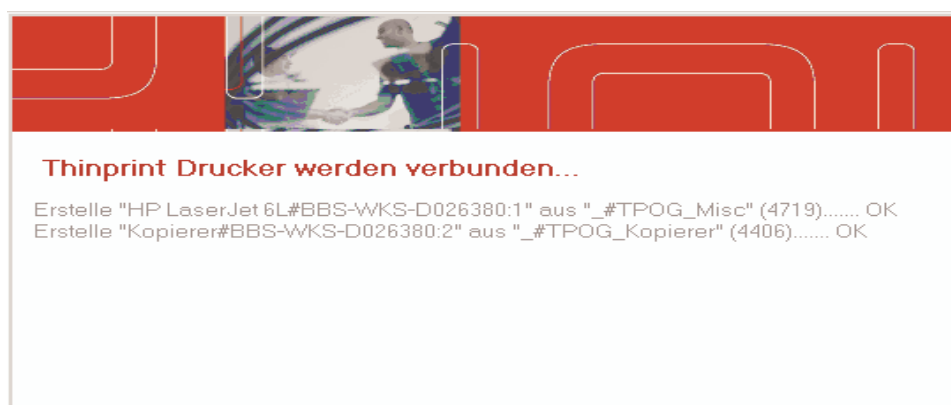 Thinprint Drucker werden verbunden...
Erstelle "HP LaserJet 6L#BBS-WKS-D026380:1" aus "_#TPOG_Misc" (4719)....... OK
Erstelle "Kopierer#BBS-WKS-D026380:2" aus "_#TPOG_Kopierer" (4406)....... OK